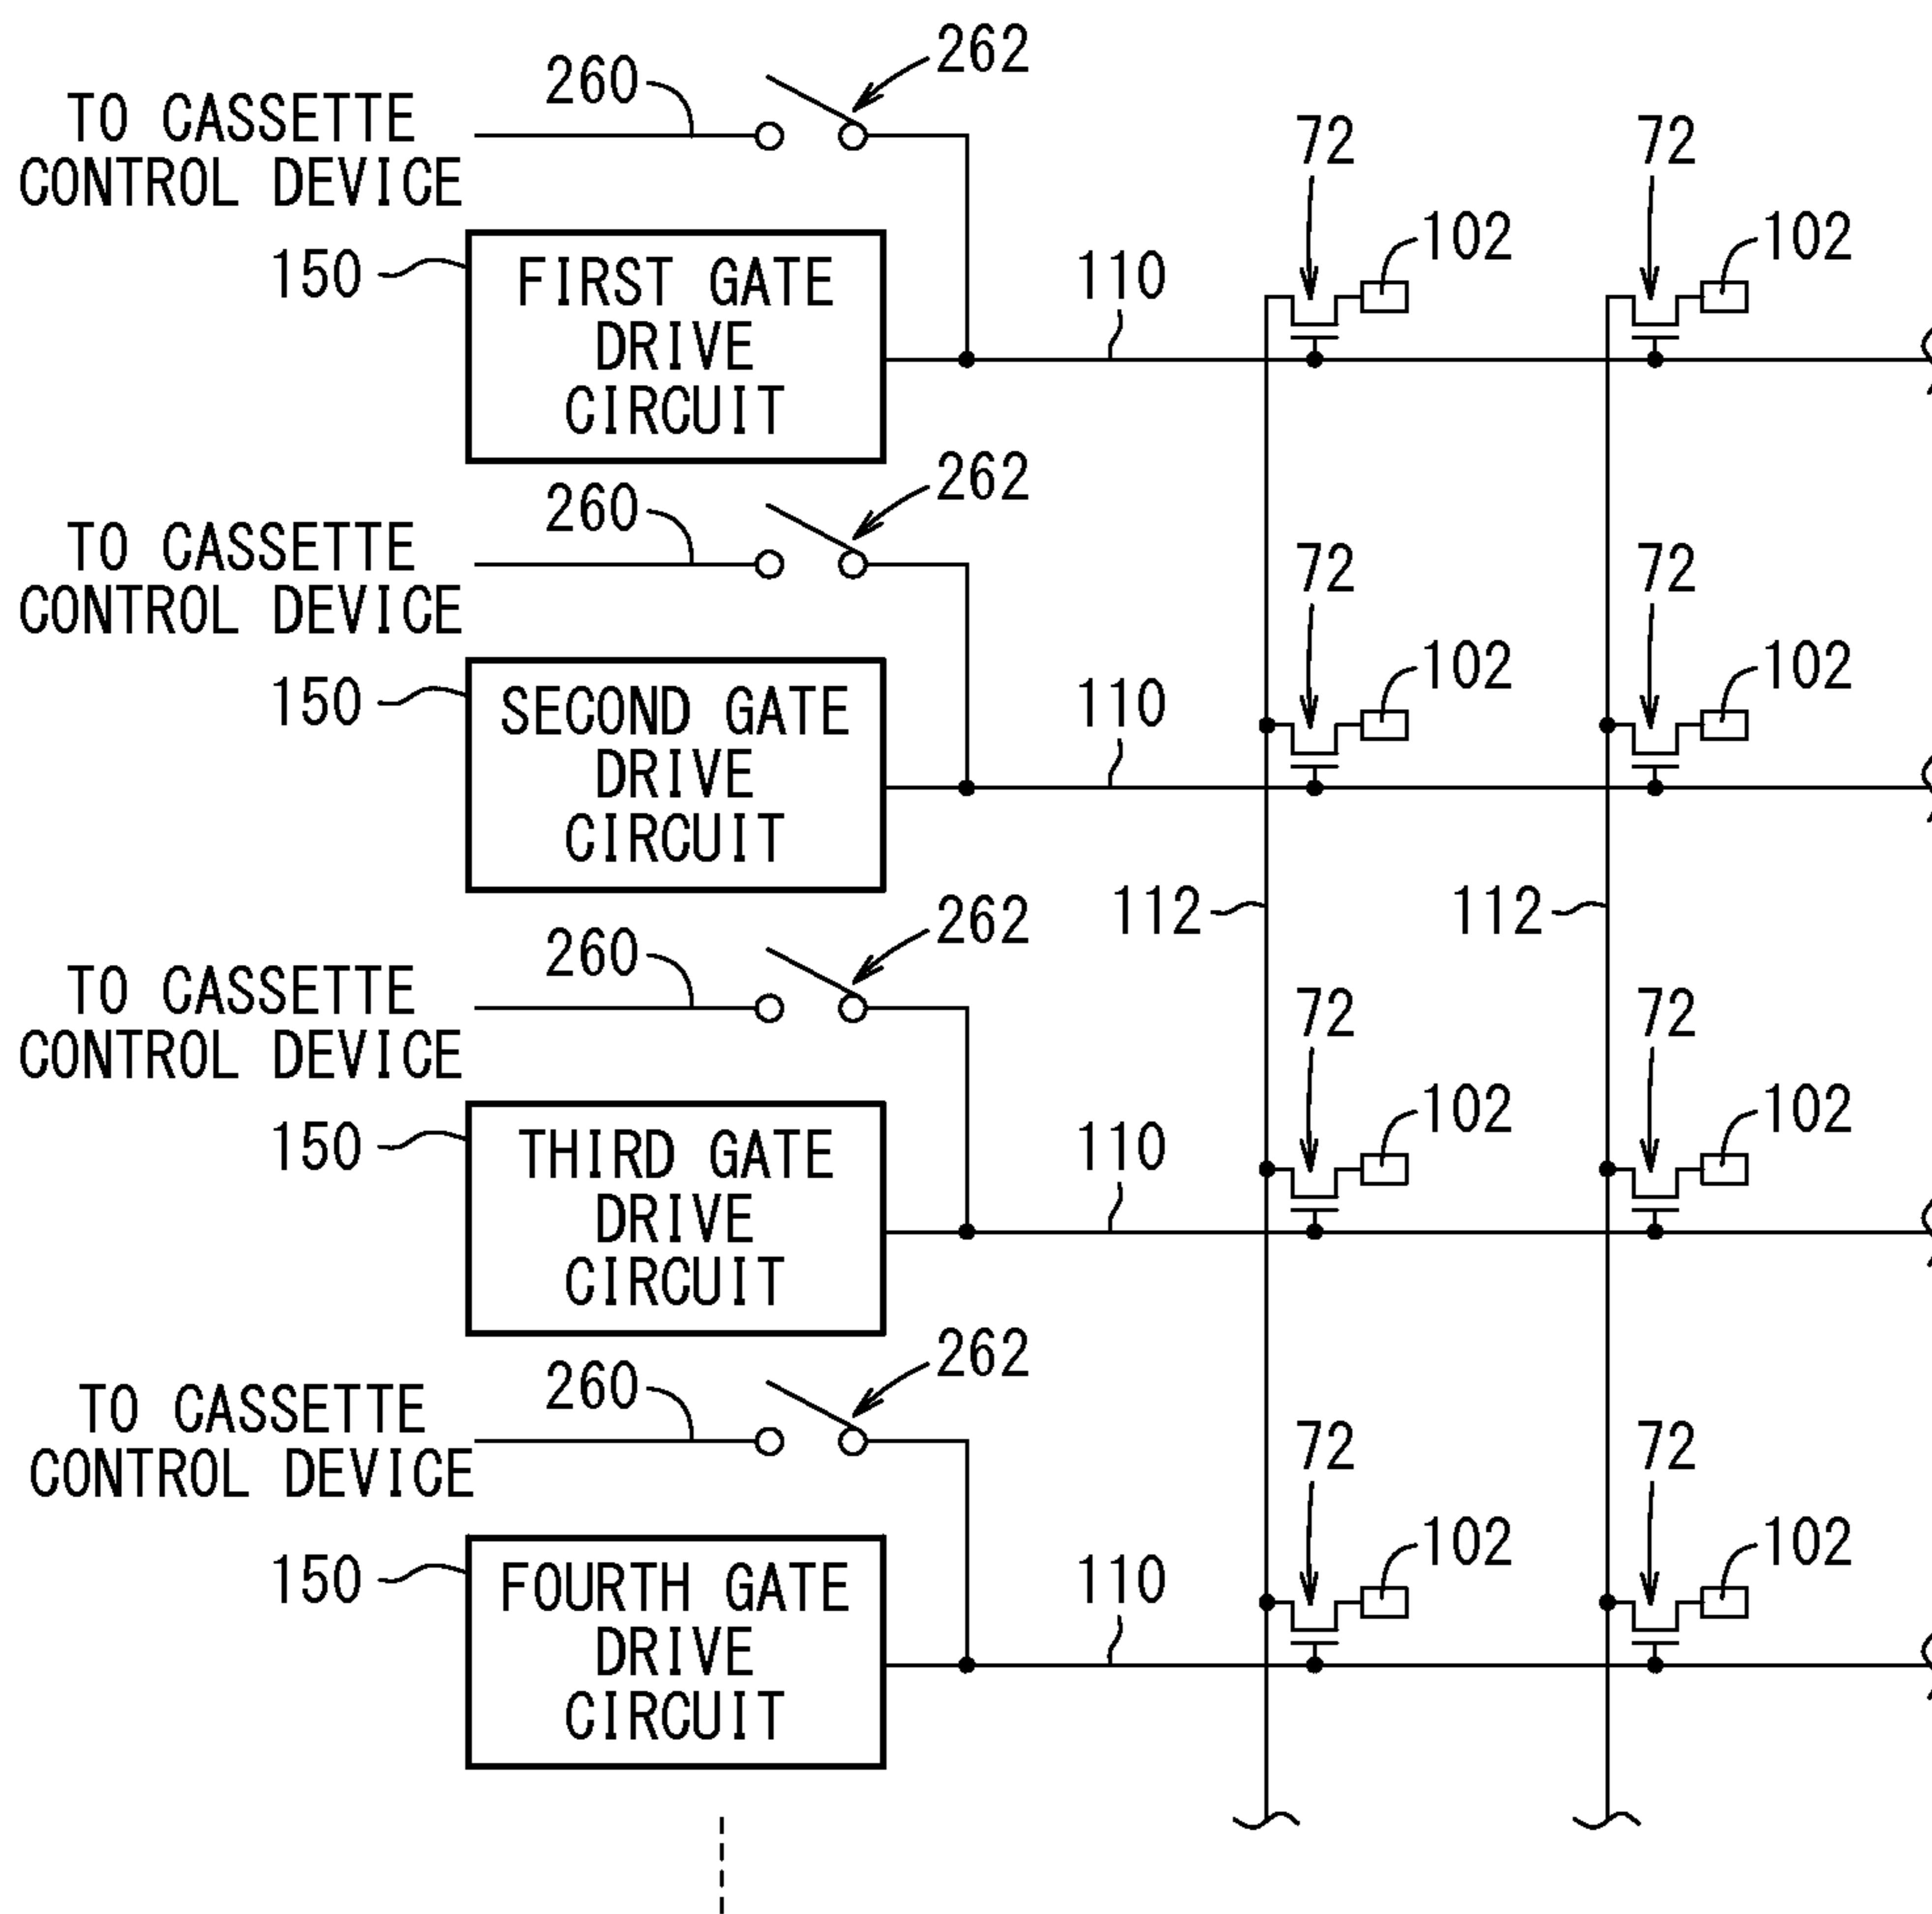 262
260
TO CASSETTE
CONTROL DEVICE
72
72
102
102
150
FIRST GATE
DRIVE
CIRCUIT
110
262
260
TO CASSETTE
CONTROL DEVICE
72
72
102
102
150
SECOND GATE
DRIVE
CIRCUIT
110
112
112
262
260
TO CASSETTE
CONTROL DEVICE
72
72
102
102
150
THIRD GATE
DRIVE
CIRCUIT
110
262
260
TO CASSETTE
CONTROL DEVICE
72
72
102
102
150
FOURTH GATE
DRIVE
CIRCUIT
110